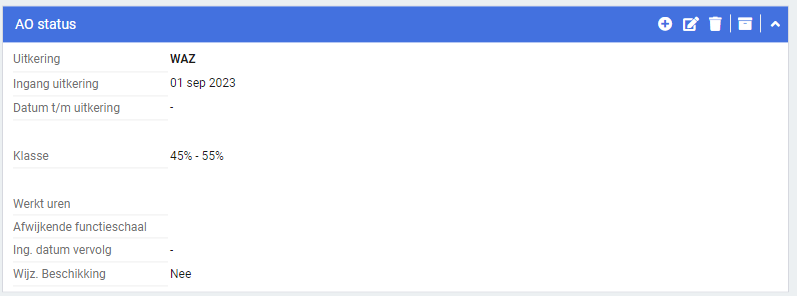 AO status
Uitkering WAZ
Ingang uitkering 01 sep 2023
Datum t/m uitkering -
Klasse 45% - 55%
Werkt uren
Afwijkende functieschaal
Ing. datum vervolg -
Wijz. Beschikking Nee